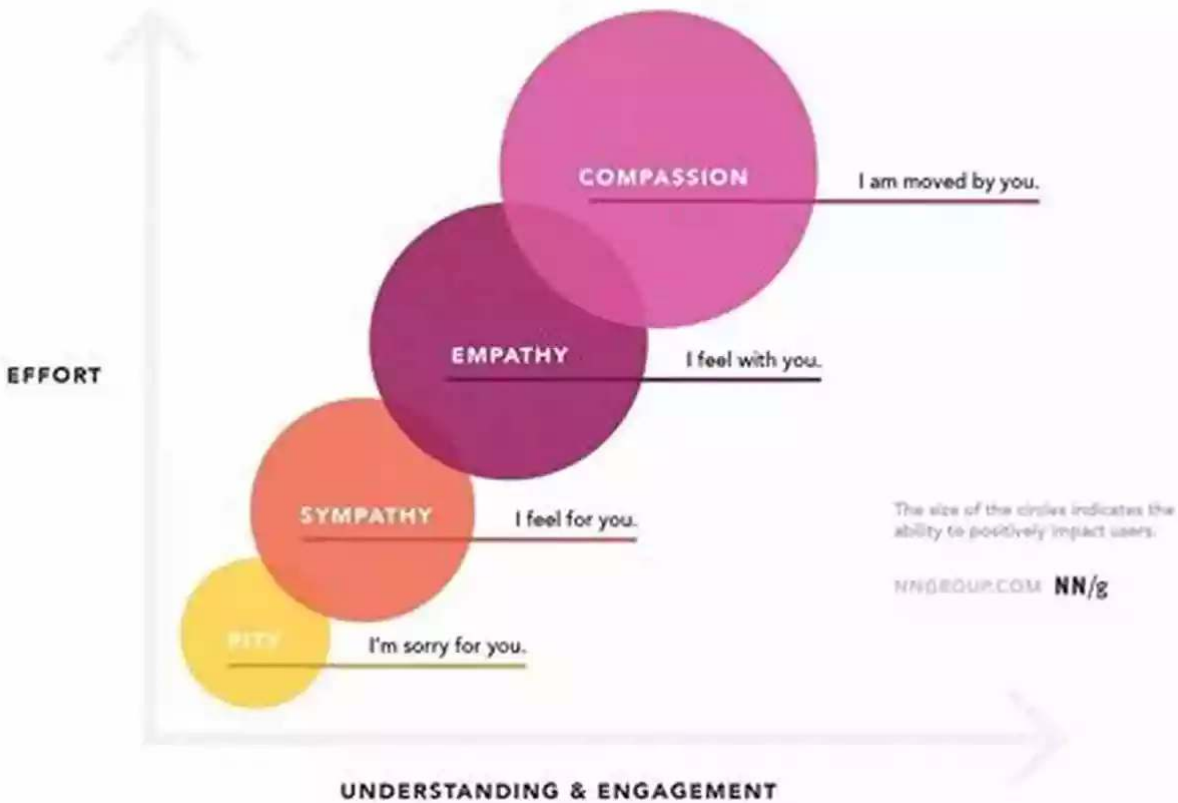 COMPASSION
I am moved by you.
EMPATHY
I feel with you.
EFFORT
SYMPATHY
I feel for you.
The size of the circles indicates the
ability to positively impact users.
NNGROUP.COM NN/g
PITY
I'm sorry for you.
UNDERSTANDING & ENGAGEMENT